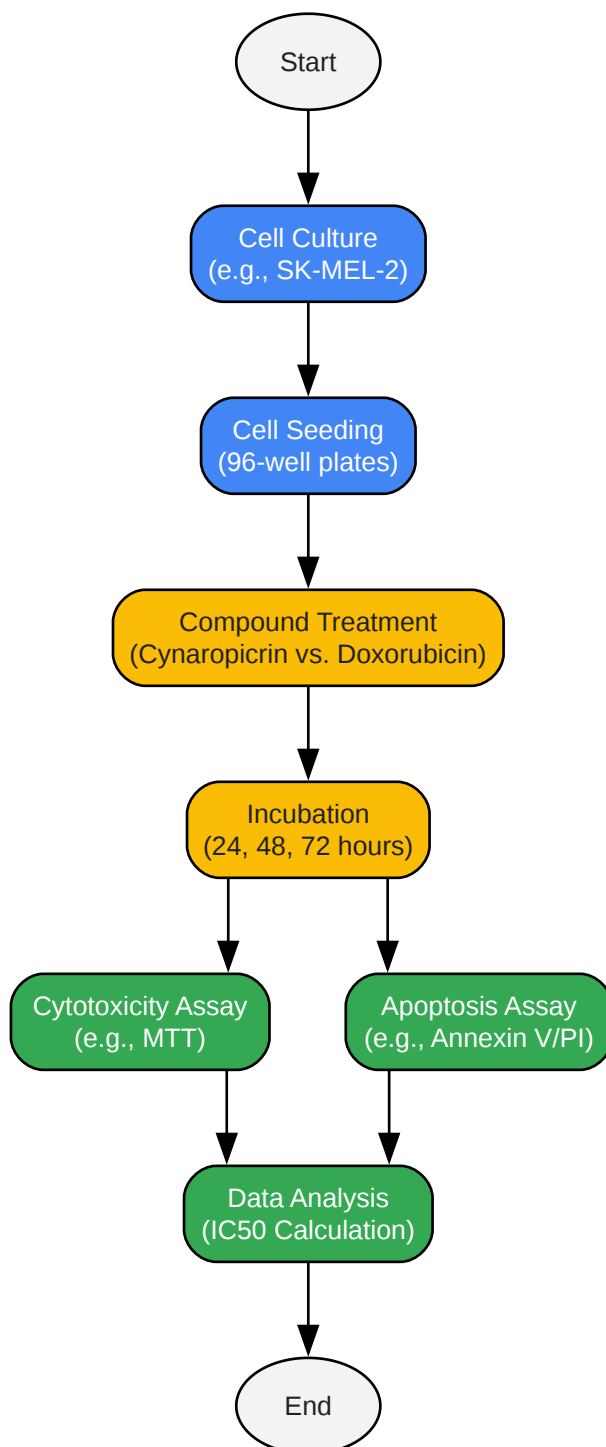 Start
Cell Culture
(e.g., SK-MEL-2)
Cell Seeding
(96-well plates)
Compound Treatment
(Cynaropicrin vs. Doxorubicin)
Incubation
(24, 48, 72 hours)
Cytotoxicity Assay
(e.g., MTT)
Apoptosis Assay
(e.g., Annexin V/PI)
Data Analysis
(IC50 Calculation)
End